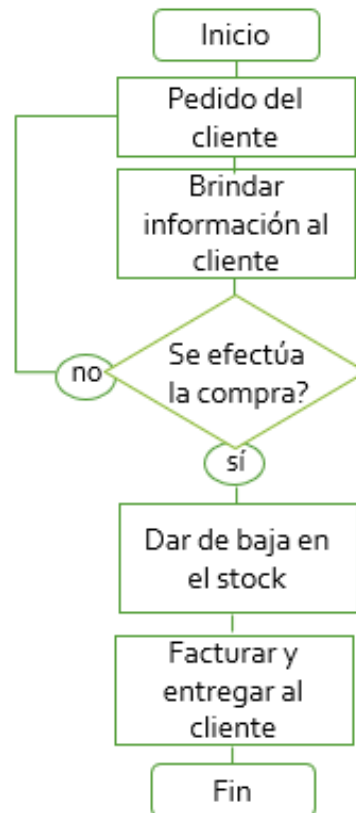 Inicio
Pedido del
cliente
Brindar
información al
cliente
Se efectúa
la compra?
no
sí
Dar de baja en
el stock
Facturar y
entregar al
cliente
Fin